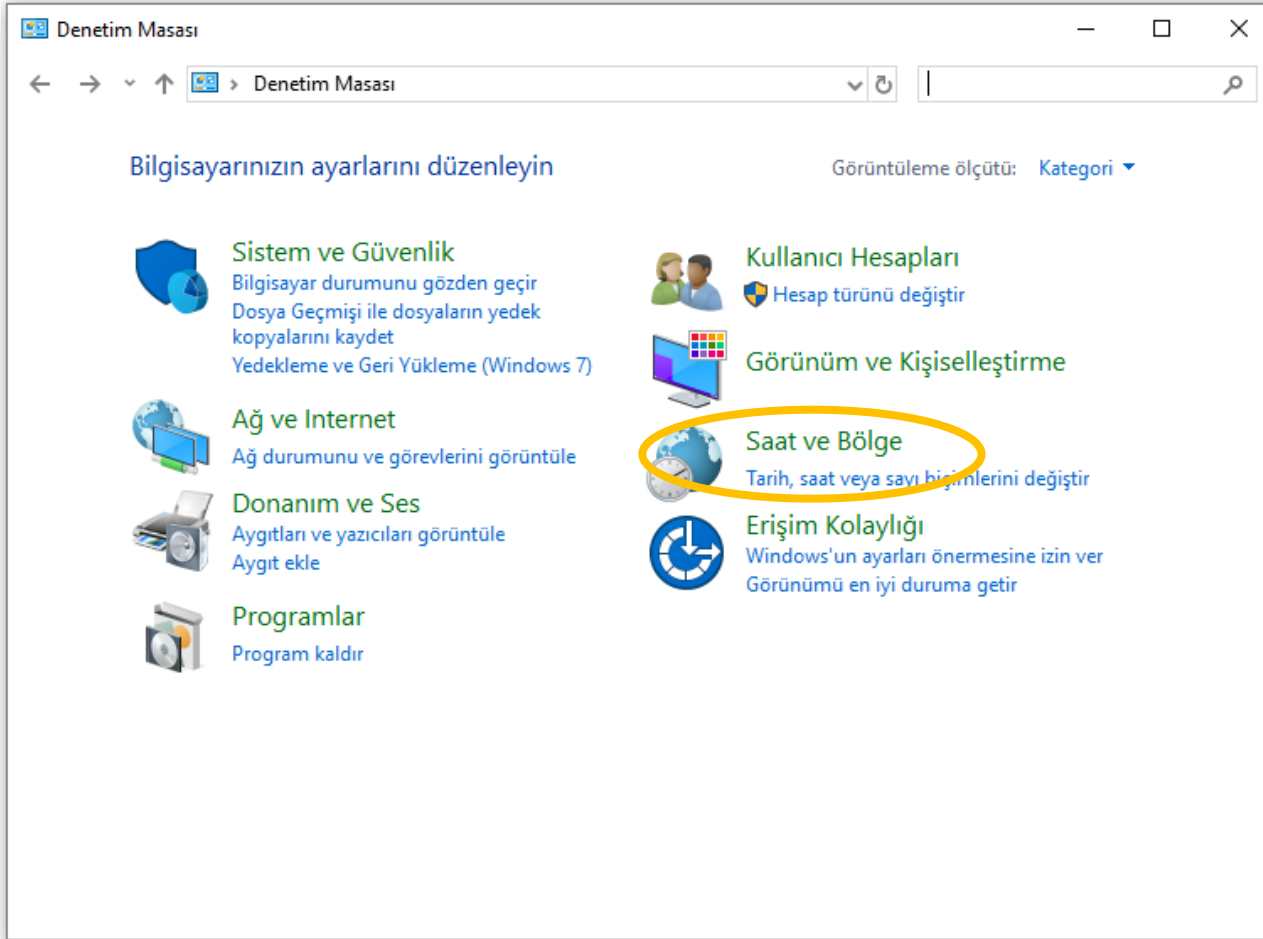 Denetim Masası
Denetim Masası
Bilgisayarınızın ayarlarını düzenleyin
Görüntüleme ölçütü: Kategori
Sistem ve Güvenlik
Bilgisayar durumunu gözden geçir
Dosya Geçmişi ile dosyaların yedek
kopyalarını kaydet
Yedekleme ve Geri Yükleme (Windows 7)
Ağ ve Internet
Ağ durumunu ve görevlerini görüntüle
Donanım ve Ses
Aygıtları ve yazıcıları görüntüle
Aygıt ekle
Programlar
Program kaldır
Kullanıcı Hesapları
Hesap türünü değiştir
Görünüm ve Kişiselleştirme
Saat ve Bölge
Tarih, saat veya sayı biçimlerini değiştir
Erişim Kolaylığı
Windows'un ayarları önermesine izin ver
Görünümü en iyi duruma getir